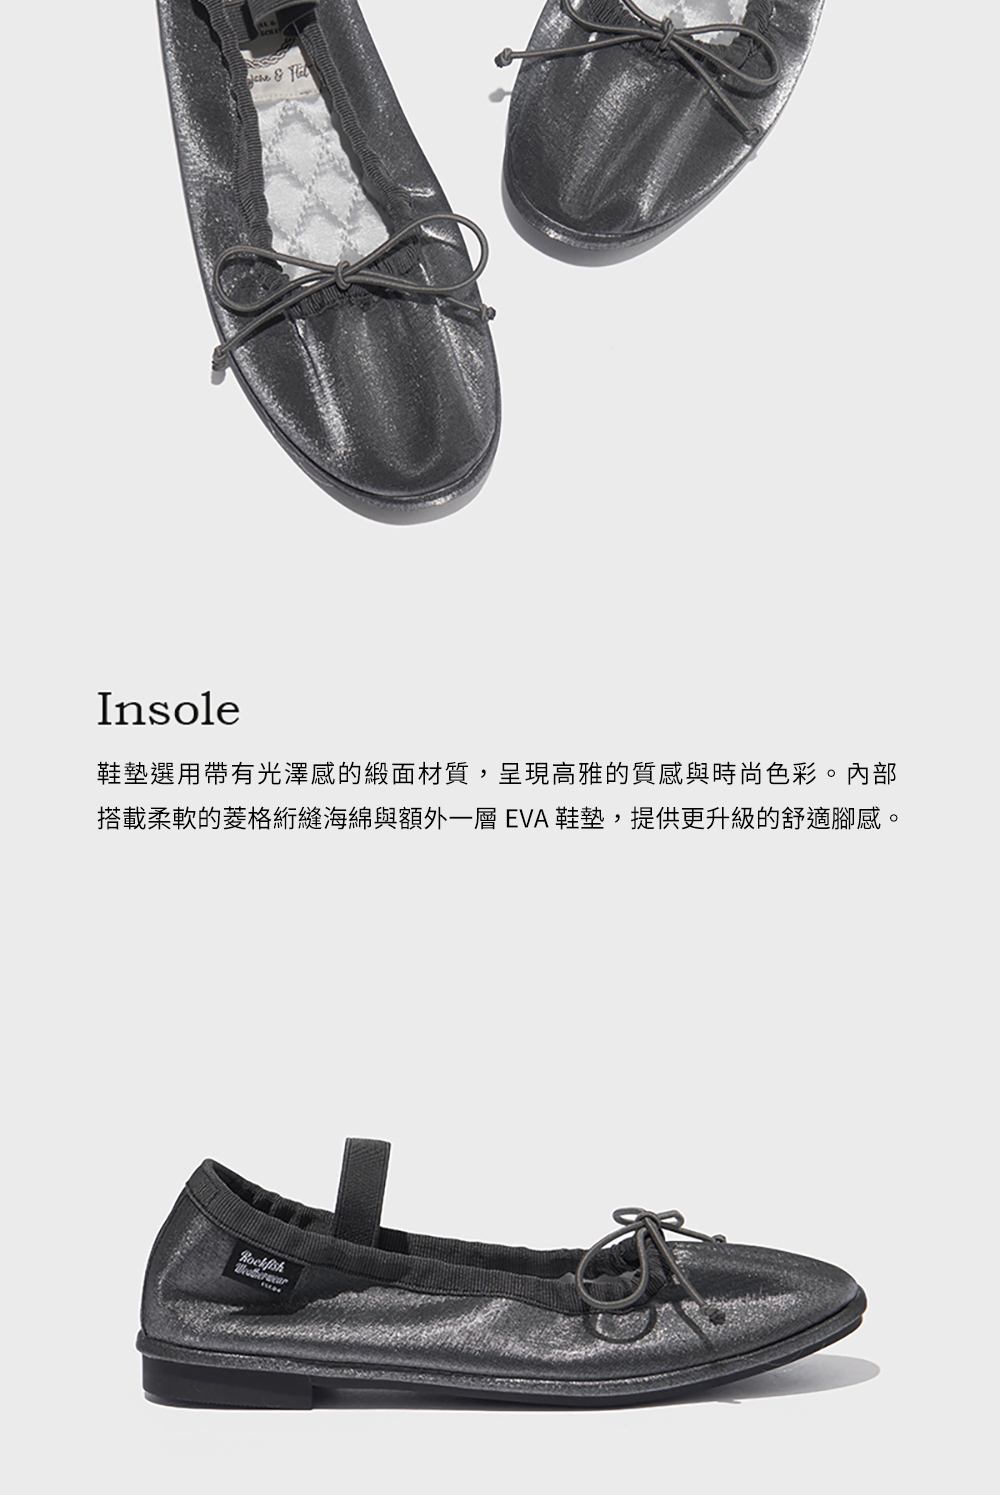 Jane & Flat
Insole
鞋墊選用帶有光澤感的緞面材質，呈現高雅的質感與時尚色彩。內部
搭載柔軟的菱格絎縫海綿與額外一層 EVA 鞋墊，提供更升級的舒適腳感。
Rockfish
Weatherwear